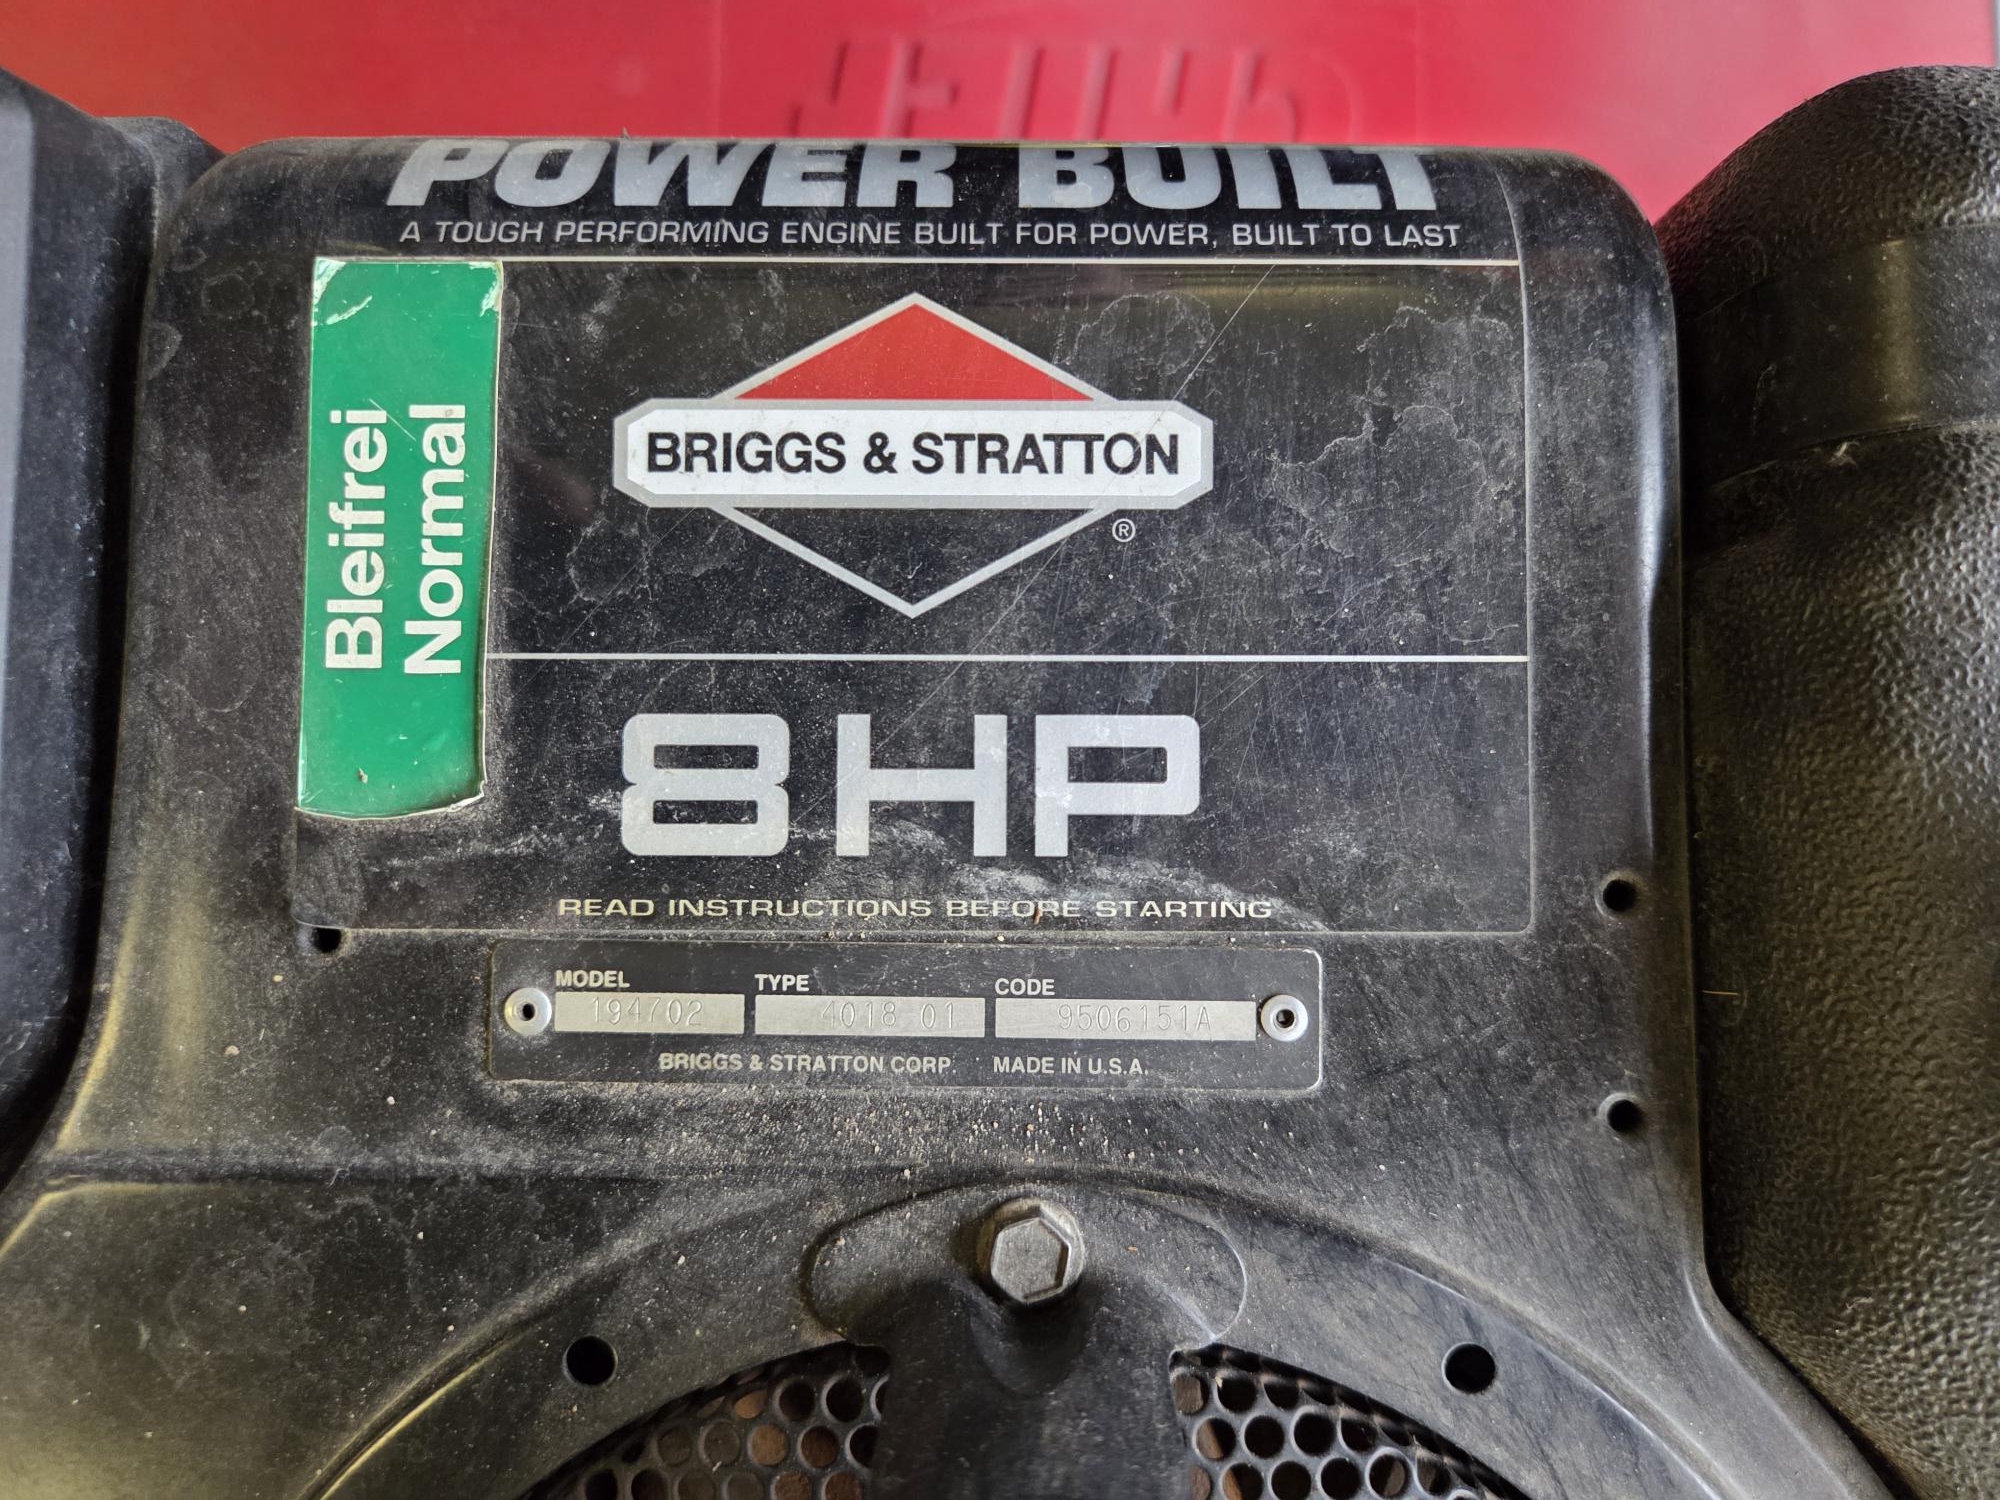 POWER BUILT
A TOUGH PERFORMING ENGINE BUILT FOR POWER, BUILT TO LAST
Bleifrei
Normal
BRIGGS & STRATTON
®
8HP
READ INSTRUCTIONS BEFORE STARTING
MODEL TYPE CODE
194702 4018 01 9506151A
BRIGGS & STRATTON CORP. MADE IN U.S.A.